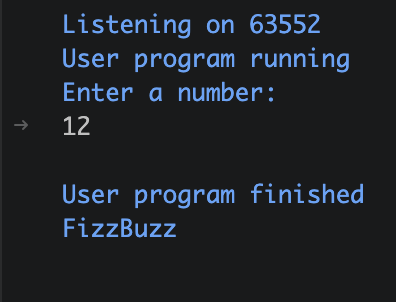 Listening on 63552
User program running
Enter a number:
→ 12
User program finished
FizzBuzz